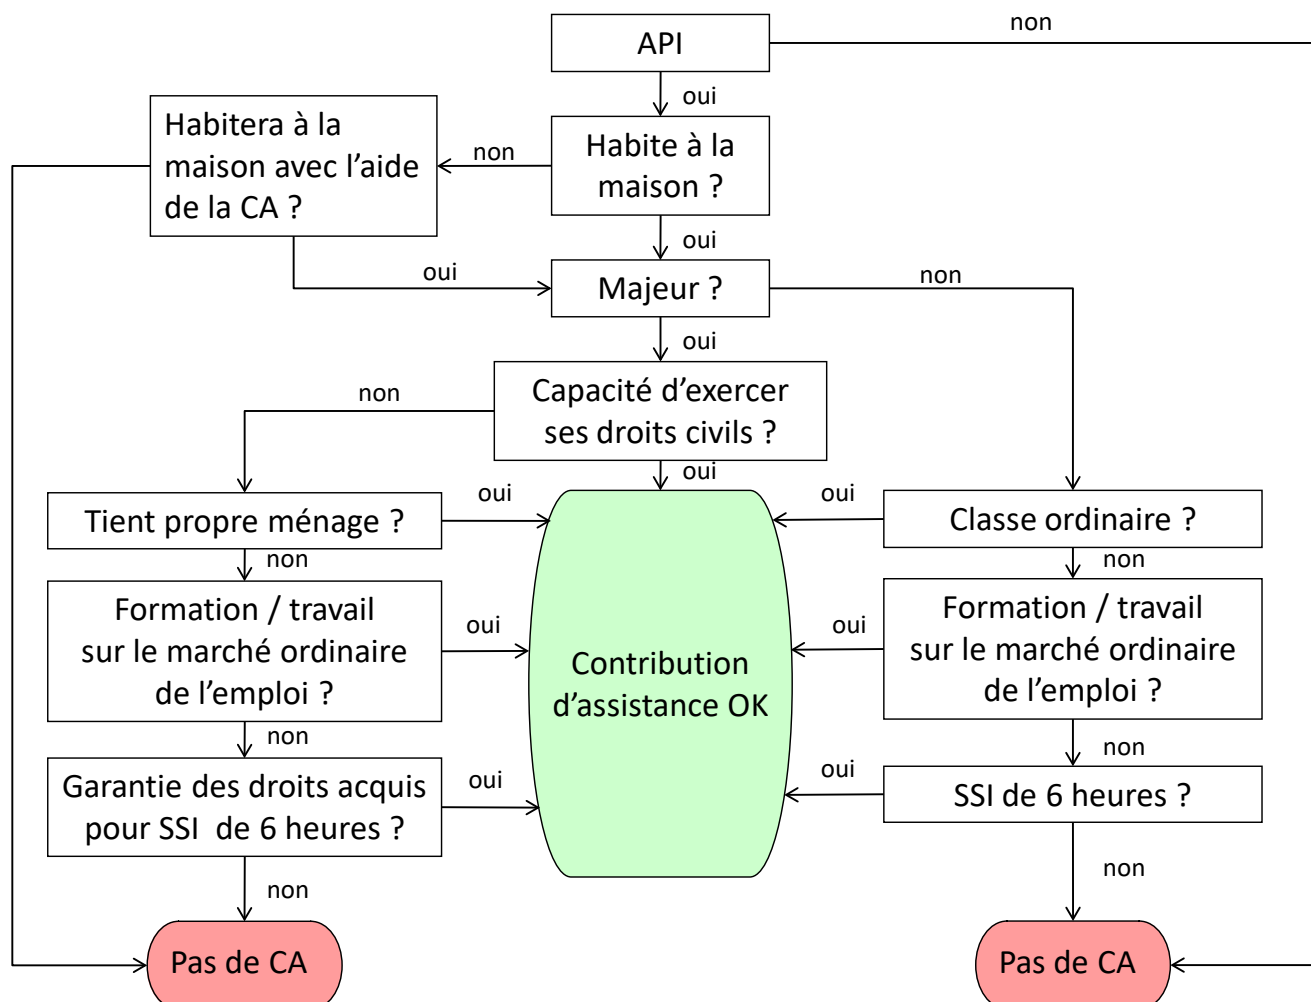 API
non
oui
Habitera à la
maison avec l’aide
de la CA ?
non
Habite à la
maison ?
oui
oui
Majeur ?
non
oui
Capacité d’exercer
ses droits civils ?
non
oui
Tient propre ménage ?
oui
oui
Classe ordinaire ?
non
non
Formation / travail
sur le marché ordinaire
de l’emploi ?
oui
Contribution
d’assistance OK
oui
Formation / travail
sur le marché ordinaire
de l’emploi ?
non
non
Garantie des droits acquis
pour SSI de 6 heures ?
oui
oui
SSI de 6 heures ?
non
non
Pas de CA
Pas de CA